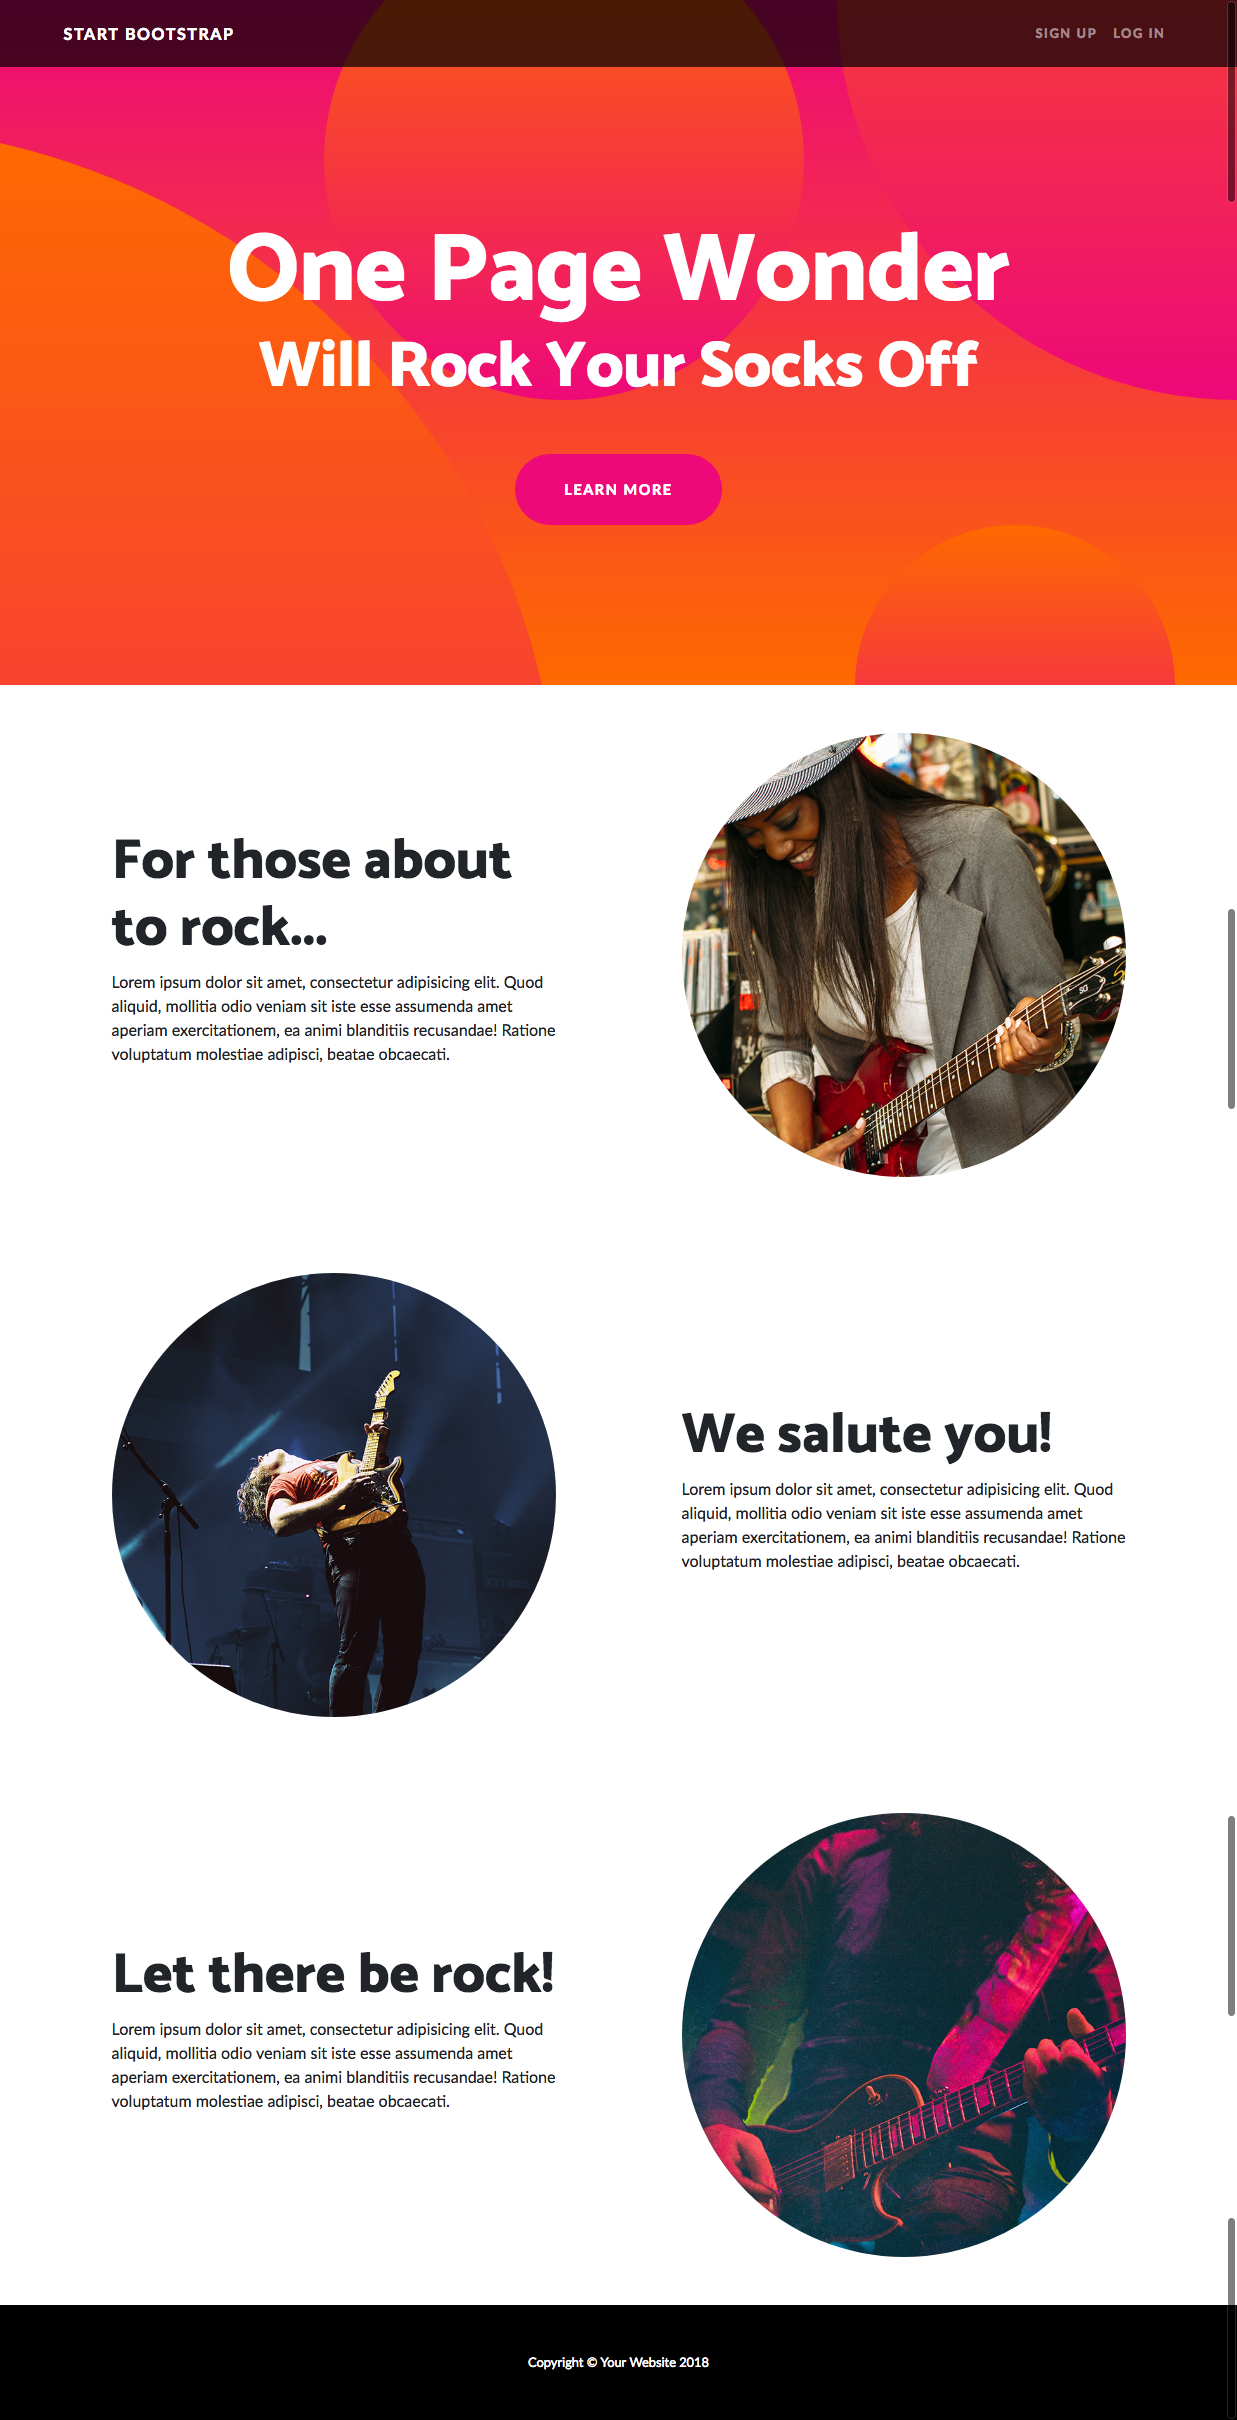 START BOOTSTRAP
SIGN UP LOG IN
One Page Wonder
Will Rock Your Socks Off
LEARN MORE
For those about
to rock...
Lorem ipsum dolor sit amet, consectetur adipisicing elit. Quod
aliquid, mollitia odio veniam sit iste esse assumenda amet
aperiam exercitationem, ea animi blanditiis recusandae! Ratione
voluptatum molestiae adipisci, beatae obcaecati.
SG
We salute you!
Lorem ipsum dolor sit amet, consectetur adipisicing elit. Quod
aliquid, mollitia odio veniam sit iste esse assumenda amet
aperiam exercitationem, ea animi blanditiis recusandae! Ratione
voluptatum molestiae adipisci, beatae obcaecati.
Let there be rock!
Lorem ipsum dolor sit amet, consectetur adipisicing elit. Quod
aliquid, mollitia odio veniam sit iste esse assumenda amet
aperiam exercitationem, ea animi blanditiis recusandae! Ratione
voluptatum molestiae adipisci, beatae obcaecati.
Copyright © Your Website 2018